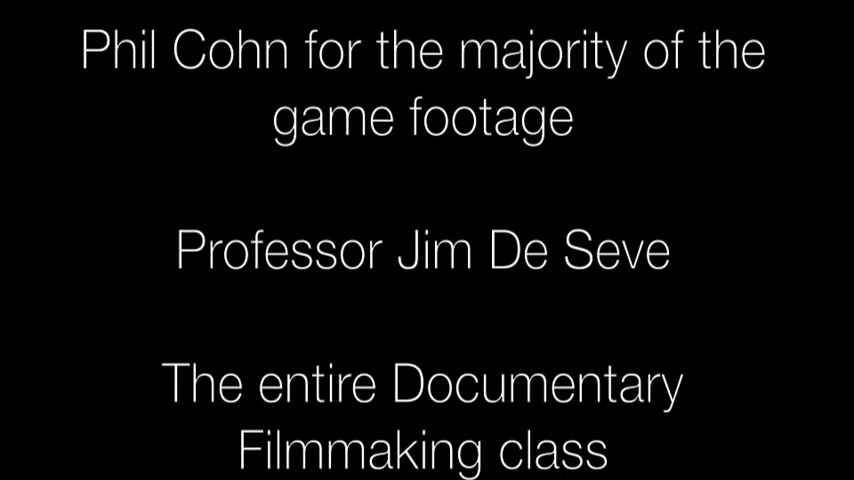 Phil Cohn for the majority of the
game footage
Professor Jim De Seve
The entire Documentary
Filmmaking class